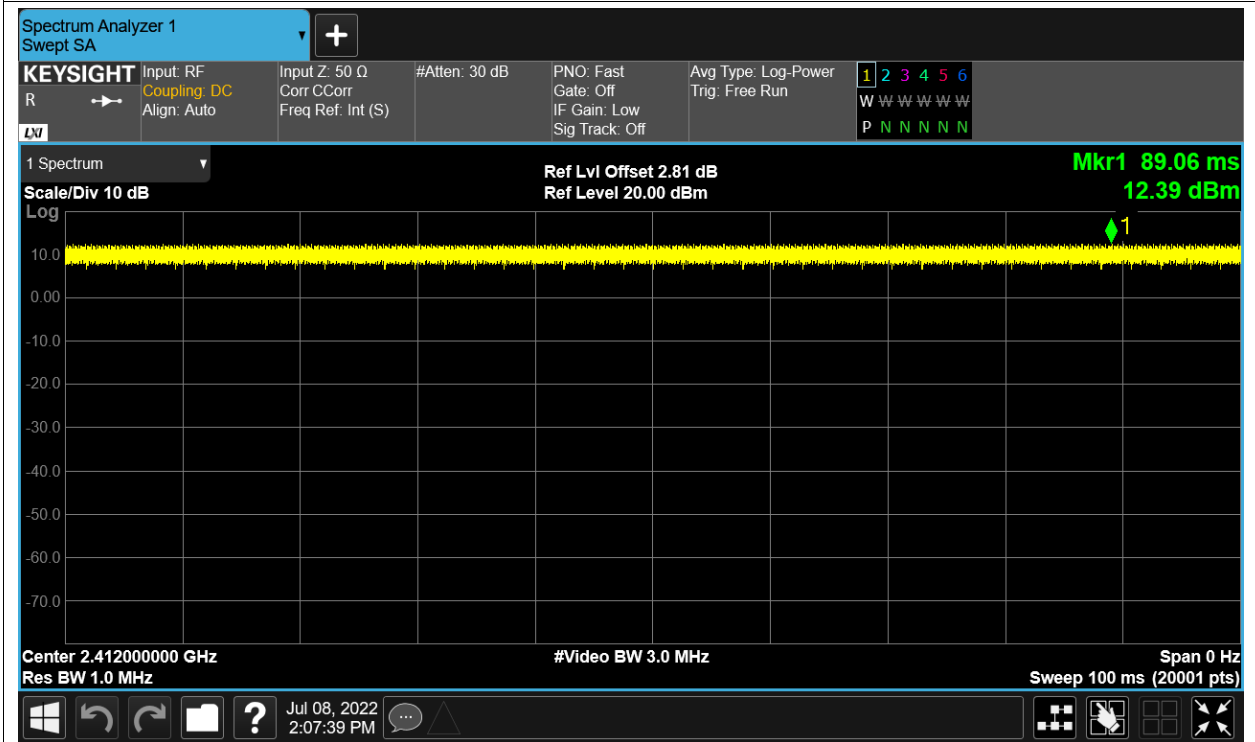 Spectrum Analyzer 1
Swept SA
▼
+
KEYSIGHT
R
LXI
Input: RF
Coupling: DC
Align: Auto
Input Z: 50 Ω
Corr CCorr
Freq Ref: Int (S)
#Atten: 30 dB
PNO: Fast
Gate: Off
IF Gain: Low
Sig Track: Off
Avg Type: Log-Power
Trig: Free Run
1 2 3 4 5 6
W W W W W W
P N N N N N
1 Spectrum ▼
Scale/Div 10 dB
Log
Ref Lvl Offset 2.81 dB
Ref Level 20.00 dBm
Mkr1 89.06 ms
12.39 dBm
1
10.0
0.00
-10.0
-20.0
-30.0
-40.0
-50.0
-60.0
-70.0
Center 2.412000000 GHz
Res BW 1.0 MHz
#Video BW 3.0 MHz
Span 0 Hz
Sweep 100 ms (20001 pts)
?
Jul 08, 2022
2:07:39 PM